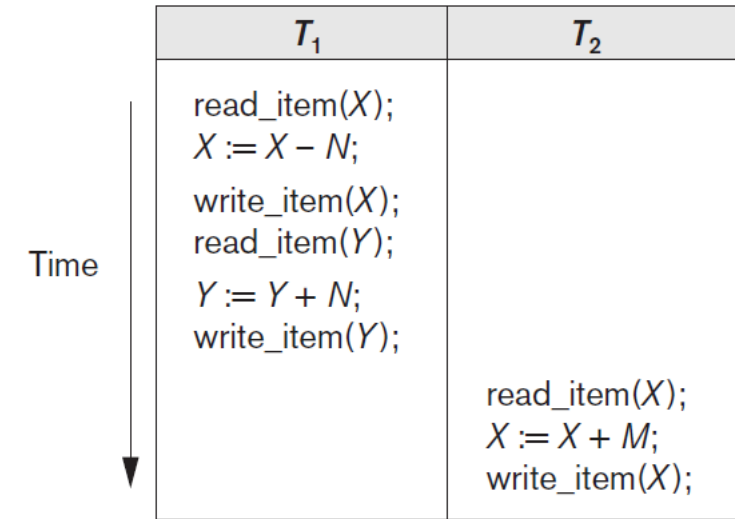 T₁ T₂
read_item(X);
X := X – N;
write_item(X);
read_item(Y);
Time
Y := Y + N;
write_item(Y);
read_item(X);
X := X + M;
write_item(X);